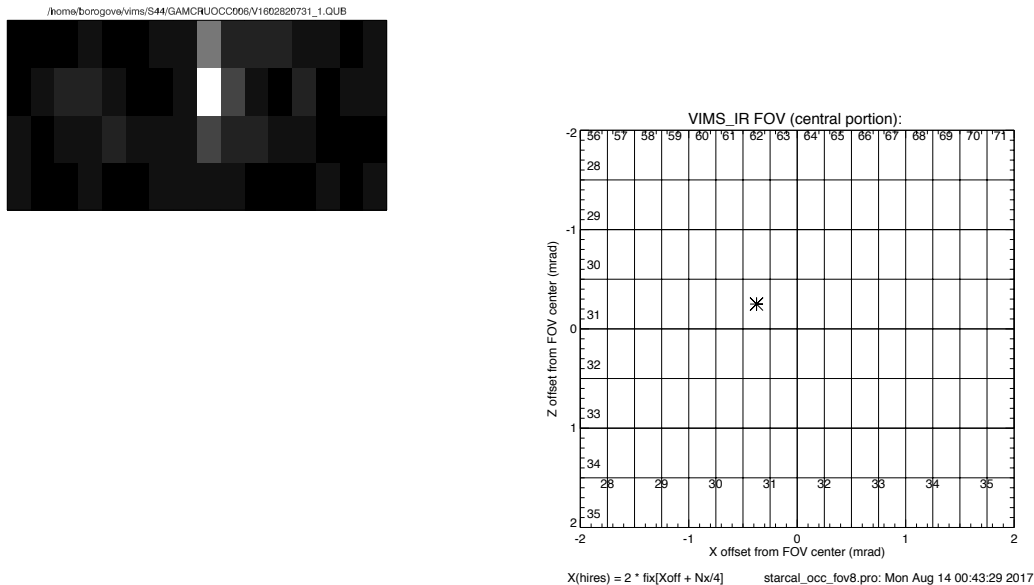 /home/borogove/vims/S44/GAMCRUOCC006/V1602820731_1.QUB
VIMS_IR FOV (central portion):
-2
56' '57' '58' '59' '60' '61' '62' '63' '64' '65' '66' '67' '68' '69' '70' '71
28
29
-1
30
31
0
32
33
1
34
28 29 30 31 32 33 34 35
35
2
-2 -1 0 1 2
X offset from FOV center (mrad)
Z offset from FOV center (mrad)
X(hires) = 2 * fix[Xoff + Nx/4]
starcal_occ_fov8.pro: Mon Aug 14 00:43:29 2017